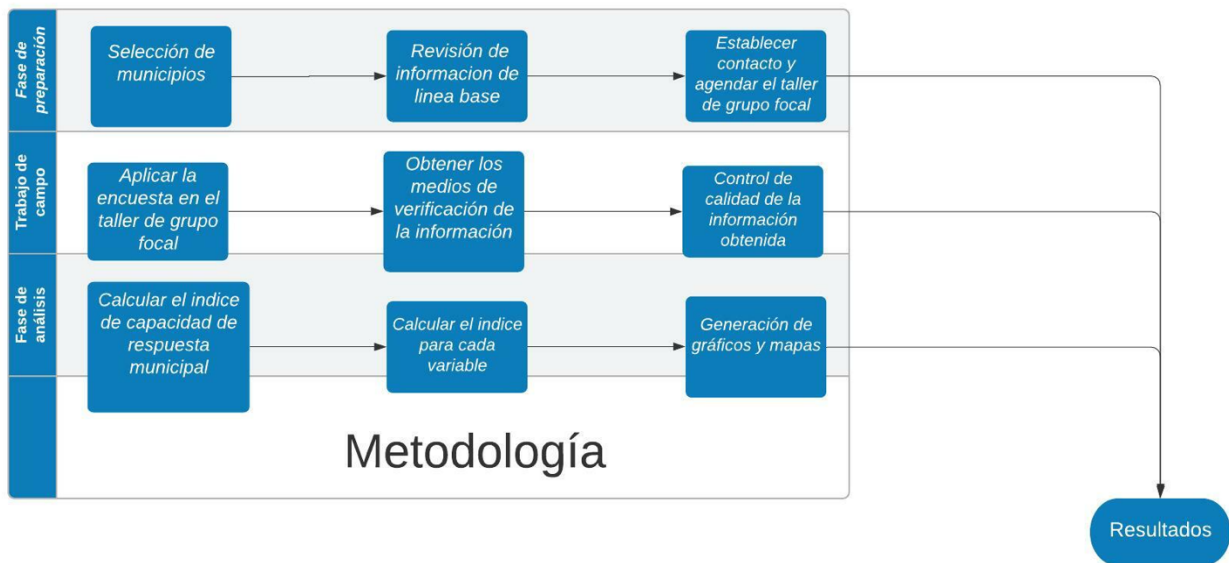 Fase de
preparación
Selección de
municipios
Revisión de
informacion de
linea base
Establecer
contacto y
agendar el taller
de grupo focal
Trabajo de
campo
Aplicar la
encuesta en el
taller de grupo
focal
Obtener los
medios de
verificación de
la información
Control de
calidad de la
información
obtenida
Fase de
análisis
Calcular el indice
de capacidad de
respuesta
municipal
Calcular el indice
para cada
variable
Generación de
gráficos y mapas
Metodología
Resultados